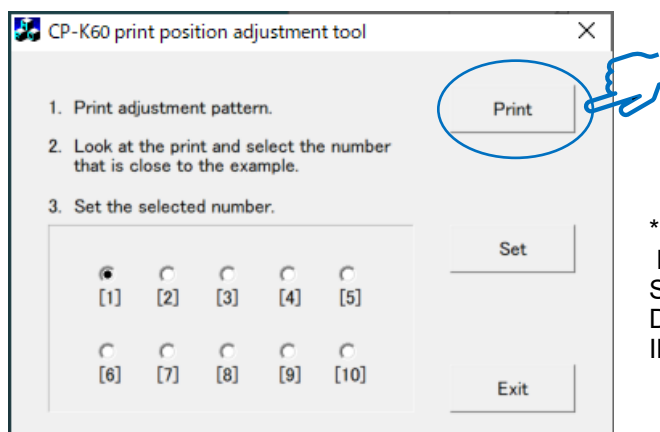 CP-K60 print position adjustment tool
1. Print adjustment pattern.
Print
2. Look at the print and select the number
that is close to the example.
3. Set the selected number.
Set
[1] [2] [3] [4] [5]
[6] [7] [8] [9] [10]
Exit
*
S
D